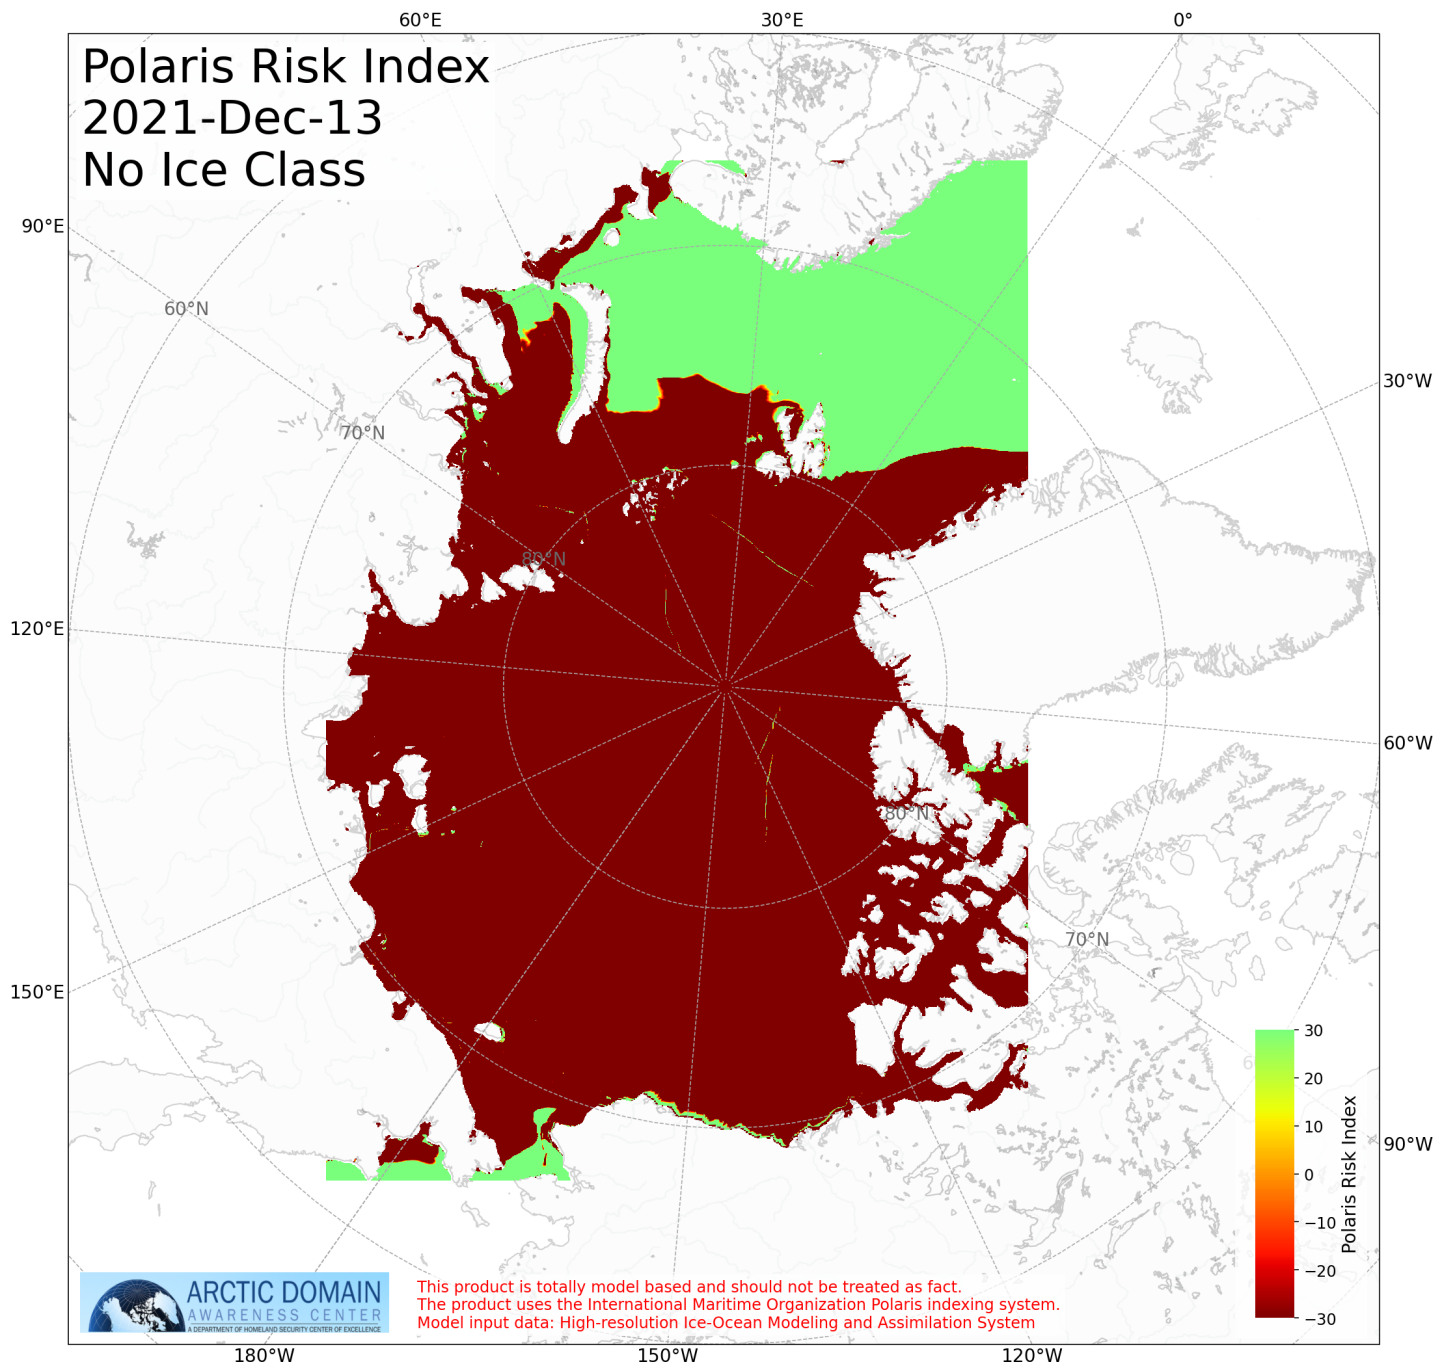 60°E 30°E 0°
Polaris Risk Index
2021-Dec-13
No Ice Class
90°E
60°N
30°W
70°N
80°N
120°E
60°W
80°N
70°N
150°E
30
20
10
0
−10
−20
−30
Polaris Risk Index
90°W
ARCTIC DOMAIN
AWARENESS CENTER
A DEPARTMENT OF HOMELAND SECURITY CENTER OF EXCELLENCE
This product is totally model based and should not be treated as fact.
The product uses the International Maritime Organization Polaris indexing system.
Model input data: High-resolution Ice-Ocean Modeling and Assimilation System
180°W 150°W 120°W